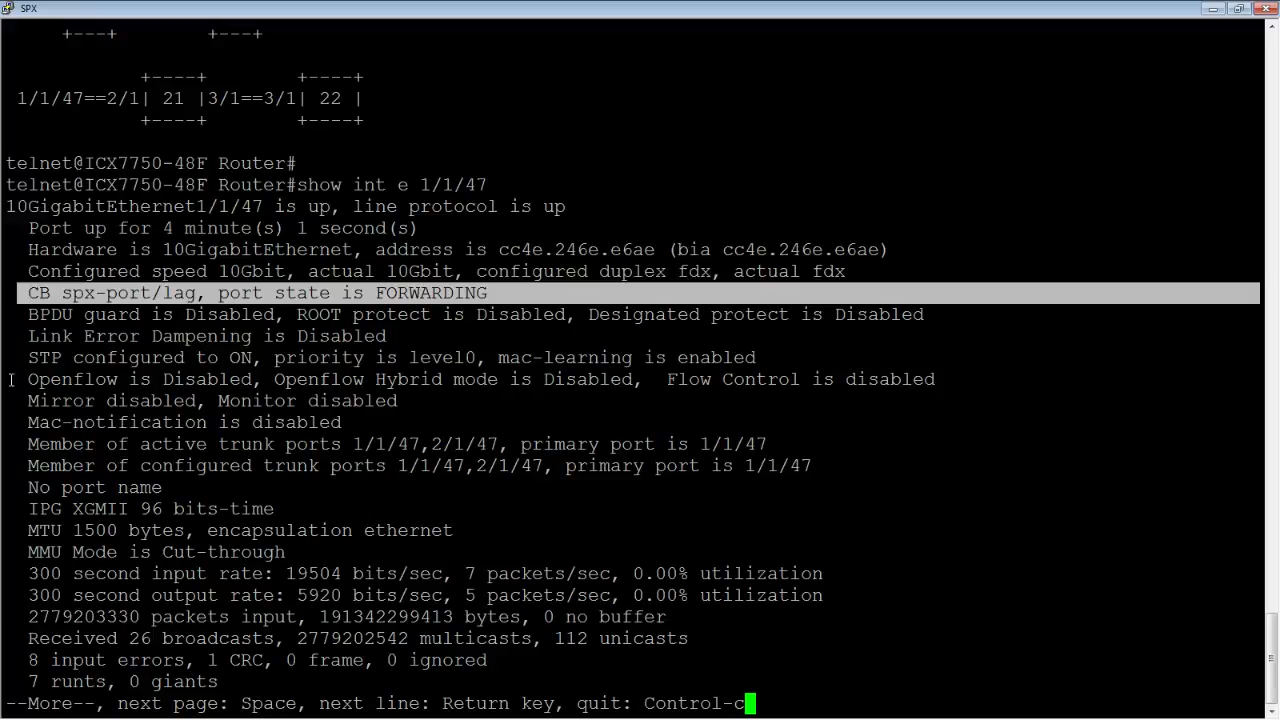 SPX
+----+ +---+
+----+ +----+
1/1/47==2/1| 21 |3/1==3/1| 22 |
+----+ +----+
telnet@ICX7750-48F Router#
telnet@ICX7750-48F Router#show int e 1/1/47
10GigabitEthernet1/1/47 is up, line protocol is up
Port up for 4 minute(s) 1 second(s)
Hardware is 10GigabitEthernet, address is cc4e.246e.e6ae (bia cc4e.246e.e6ae)
Configured speed 10Gbit, actual 10Gbit, configured duplex fdx, actual fdx
CB spx-port/lag, port state is FORWARDING
BPDU guard is Disabled, ROOT protect is Disabled, Designated protect is Disabled
Link Error Dampening is Disabled
STP configured to ON, priority is level0, mac-learning is enabled
Openflow is Disabled, Openflow Hybrid mode is Disabled,  Flow Control is disabled
Mirror disabled, Monitor disabled
Mac-notification is disabled
Member of active trunk ports 1/1/47,2/1/47, primary port is 1/1/47
Member of configured trunk ports 1/1/47,2/1/47, primary port is 1/1/47
No port name
IPG XGMII 96 bits-time
MTU 1500 bytes, encapsulation ethernet
MMU Mode is Cut-through
300 second input rate: 19504 bits/sec, 7 packets/sec, 0.00% utilization
300 second output rate: 5920 bits/sec, 5 packets/sec, 0.00% utilization
2779203330 packets input, 191342299413 bytes, 0 no buffer
Received 26 broadcasts, 2779202542 multicasts, 112 unicasts
8 input errors, 1 CRC, 0 frame, 0 ignored
7 runts, 0 giants
--More--, next page: Space, next line: Return key, quit: Control-c